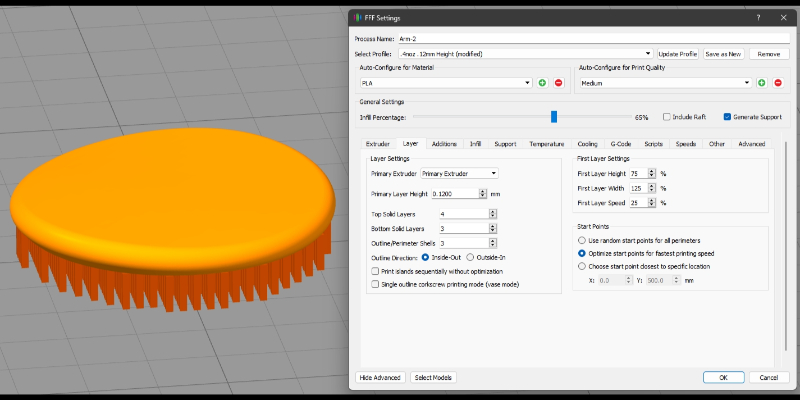 FFF Settings
Process Name: Arm-2
Select Profile: .4noz .12mm Height (modified) Update Profile Save as New Remove
Auto-Configure for Material Auto-Configure for Print Quality
PLA Medium
General Settings
Infill Percentage: 65% Include Raft Generate Support
Extruder Layer Additions Infill Support Temperature Cooling G-Code Scripts Speeds Other Advanced
Layer Settings
Primary Extruder Primary Extruder
Primary Layer Height 0.1200 mm
Top Solid Layers 4
Bottom Solid Layers 3
Outline/Perimeter Shells 3
Outline Direction: Inside-Out Outside-In
Print islands sequentially without optimization
Single outline corkscrew printing mode (vase mode)
First Layer Settings
First Layer Height 75 %
First Layer Width 125 %
First Layer Speed 25 %
Start Points
Use random start points for all perimeters
Optimize start points for fastest printing speed
Choose start point closest to specific location
X: 0.0 Y: 500.0 mm
Hide Advanced Select Models OK Cancel